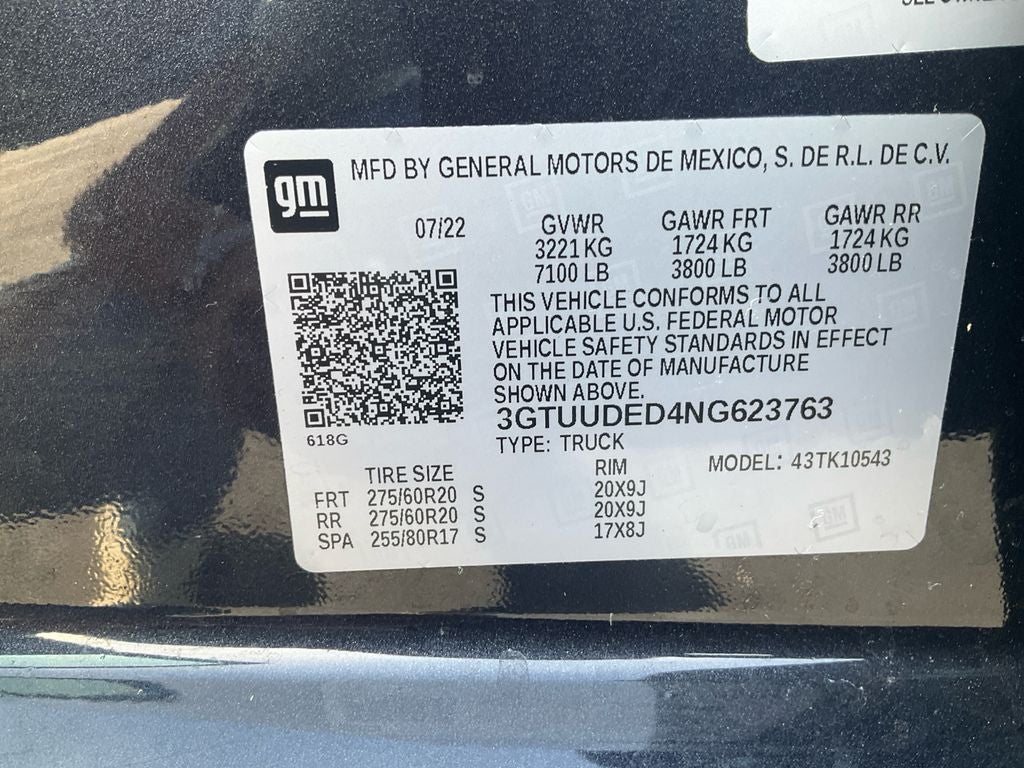 gm
MFD BY GENERAL MOTORS DE MEXICO, S. DE R.L. DE C.V.
07/22 GVWR GAWR FRT GAWR RR
3221 KG 1724 KG 1724 KG
7100 LB 3800 LB 3800 LB
THIS VEHICLE CONFORMS TO ALL
APPLICABLE U.S. FEDERAL MOTOR
VEHICLE SAFETY STANDARDS IN EFFECT
ON THE DATE OF MANUFACTURE
SHOWN ABOVE.
3GTUUDED4NG623763
618G
TYPE: TRUCK
TIRE SIZE RIM MODEL: 43TK10543
FRT 275/60R20 S 20X9J
RR 275/60R20 S 20X9J
SPA 255/80R17 S 17X8J